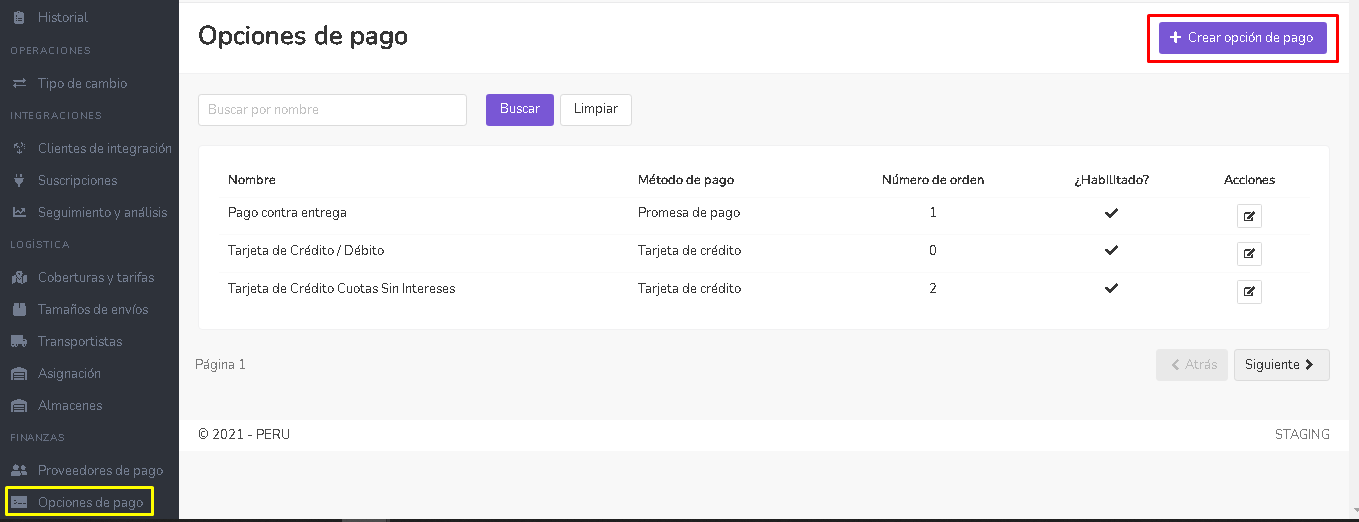 Historial
OPERACIONES
Tipo de cambio
INTEGRACIONES
Clientes de integración
Suscripciones
Seguimiento y análisis
LOGÍSTICA
Coberturas y tarifas
Tamaños de envíos
Transportistas
Asignación
Almacenes
FINANZAS
Proveedores de pago
Opciones de pago
Opciones de pago
Crear opción de pago
Buscar por nombre
Buscar
Limpiar
Nombre Método de pago Número de orden ¿Habilitado? Acciones
Pago contra entrega Promesa de pago 1
Tarjeta de Crédito / Débito Tarjeta de crédito 0
Tarjeta de Crédito Cuotas Sin Intereses Tarjeta de crédito 2
Página 1
Atrás
Siguiente
© 2021 - PERU
STAGING